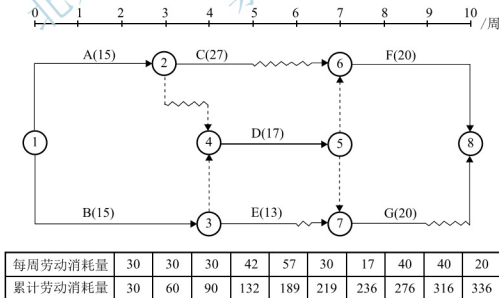 0 1 2 3 4 5 6 7 8 9 10 /周
A(15) C(27) F(20)
2 6
1 4 D(17) 5 8
B(15) E(13) G(20)
3 7
每周劳动消耗量 30 30 30 42 57 30 17 40 40 20
累计劳动消耗量 30 60 90 132 189 219 236 276 316 336